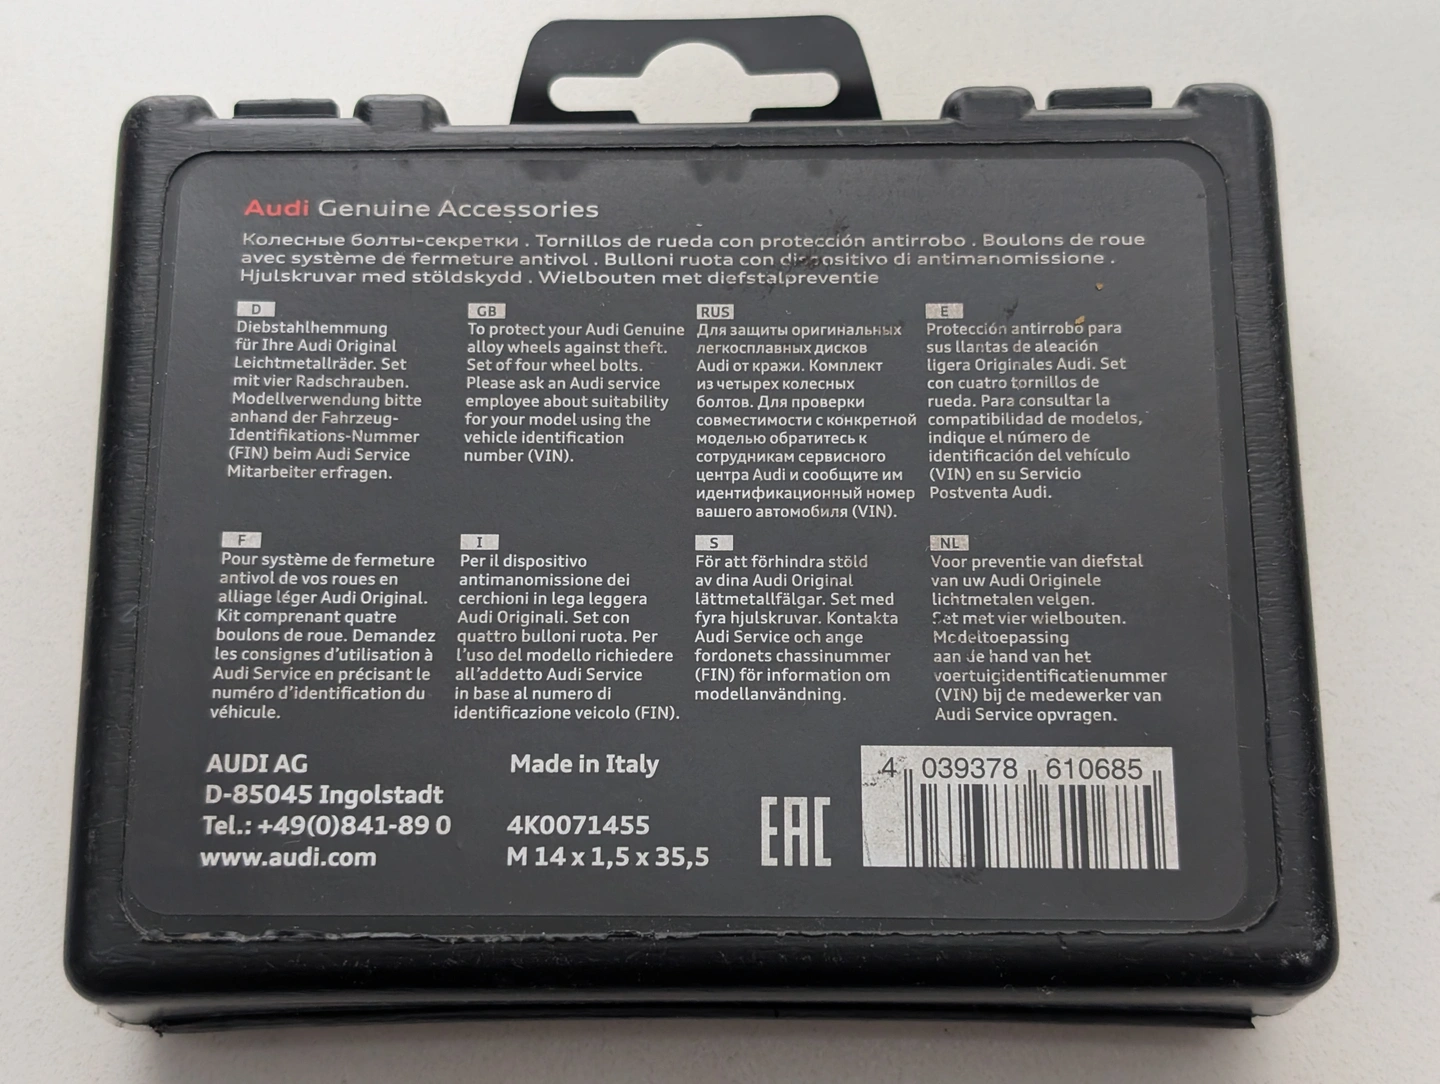 Audi Genuine Accessories
Колесные болты-секретки . Tornillos de rueda con protección antirrobo . Boulons de roue
avec système de fermeture antivol . Bulloni ruota con dispositivo di antimanomissione .
Hjulskruvar med stöldskydd . Wielbouten met diefstalpreventie
D
Diebstahlhemmung
für Ihre Audi Original
Leichtmetallräder. Set
mit vier Radschrauben.
Modellverwendung bitte
anhand der Fahrzeug-
Identifikations-Nummer
(FIN) beim Audi Service
Mitarbeiter erfragen.
GB
To protect your Audi Genuine
alloy wheels against theft.
Set of four wheel bolts.
Please ask an Audi service
employee about suitability
for your model using the
vehicle identification
number (VIN).
RUS
Для защиты оригинальных
легкосплавных дисков
Audi от кражи. Комплект
из четырех колесных
болтов. Для проверки
совместимости с конкретной
моделью обратитесь к
сотрудникам сервисного
центра Audi и сообщите им
идентификационный номер
вашего автомобиля (VIN).
E
Protección antirrobo para
sus llantas de aleación
ligera Originales Audi. Set
con cuatro tornillos de
rueda. Para consultar la
compatibilidad de modelos,
indique el número de
identificación del vehículo
(VIN) en su Servicio
Postventa Audi.
F
Pour système de fermeture
antivol de vos roues en
alliage léger Audi Original.
Kit comprenant quatre
boulons de roue. Demandez
les consignes d'utilisation à
Audi Service en précisant le
numéro d'identification du
véhicule.
I
Per il dispositivo
antimanomissione dei
cerchioni in lega leggera
Audi Originali. Set con
quattro bulloni ruota. Per
l'uso del modello richiedere
all'addetto Audi Service
in base al numero di
identificazione veicolo (FIN).
S
För att förhindra stöld
av dina Audi Original
lättmetallfälgar. Set med
fyra hjulskruvar. Kontakta
Audi Service och ange
fordonets chassinummer
(FIN) för information om
modellanvändning.
NL
Voor preventie van diefstal
van uw Audi Originele
lichtmetalen velgen.
Set met vier wielbouten.
Modeltoepassing
aan de hand van het
voertuigidentificatienummer
(VIN) bij de medewerker van
Audi Service opvragen.
AUDI AG
D-85045 Ingolstadt
Tel.: +49(0)841-89 0
www.audi.com
Made in Italy
4K0071455
M 14 x 1,5 x 35,5
EAC
4 039378 610685